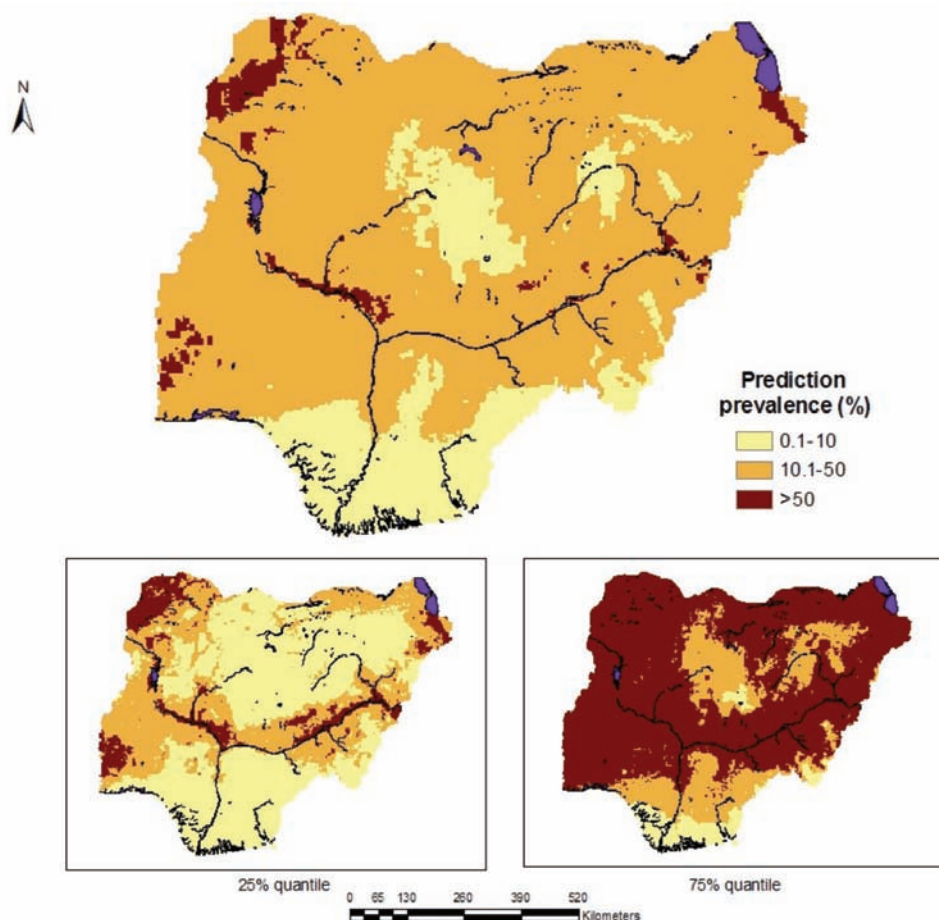 N
Prediction
prevalence (%)
0.1-10
10.1-50
>50
25% quantile
75% quantile
0 65 130 260 390 520
Kilometers